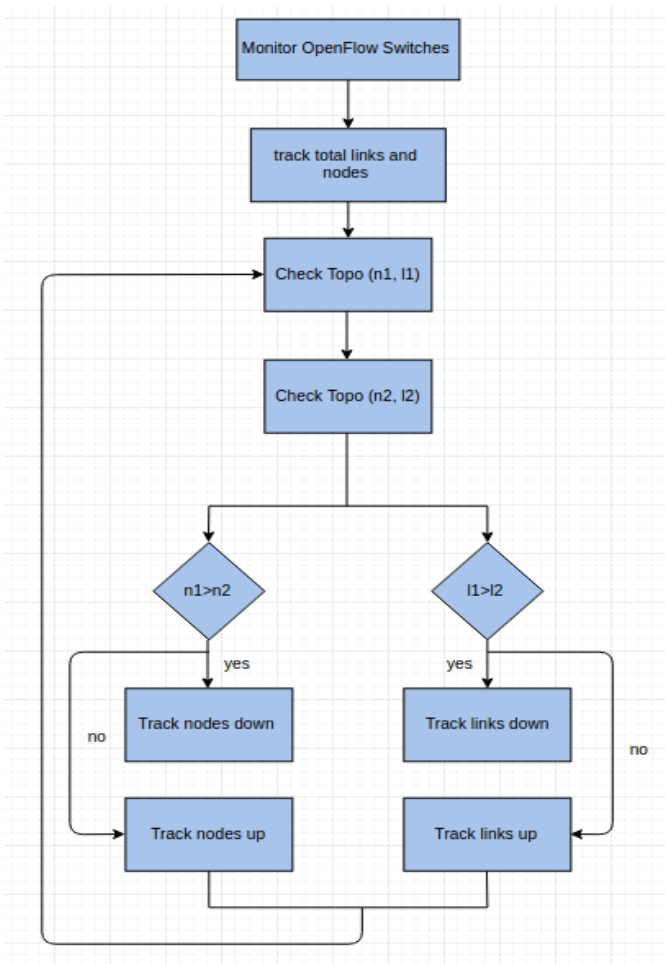 Monitor OpenFlow Switches
track total links and
nodes
Check Topo (n1, l1)
Check Topo (n2, l2)
n1>n2
l1>l2
yes
yes
Track nodes down
Track links down
no
no
Track nodes up
Track links up